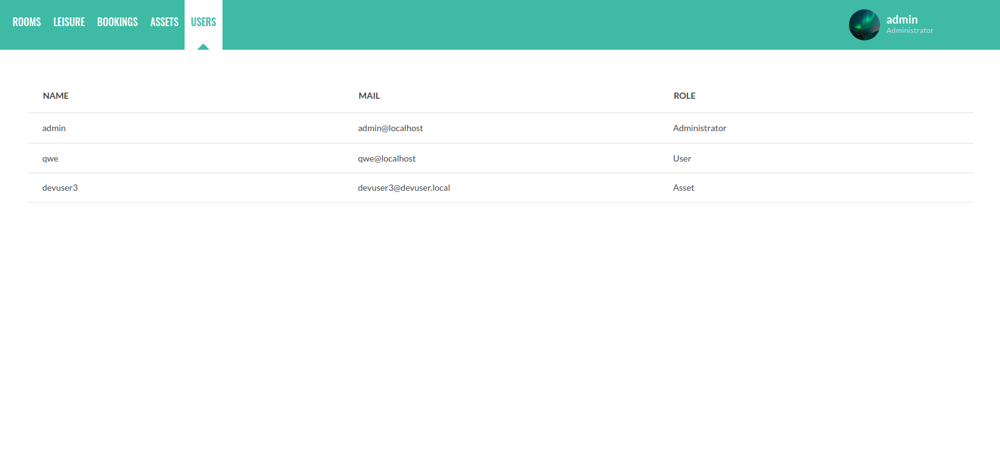 ROOMS LEISURE BOOKINGS ASSETS USERS admin
Administrator
NAME MAIL ROLE
admin admin@localhost Administrator
qwe qwe@localhost User
devuser3 devuser3@devuser.local Asset